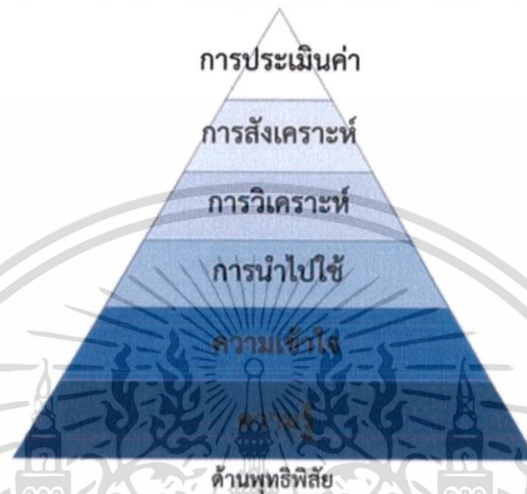 การประเมินค่า
การสังเคราะห์
การวิเคราะห์
การนำไปใช้
ความเข้าใจ
ความรู้
ด้านพุทธิพิสัย